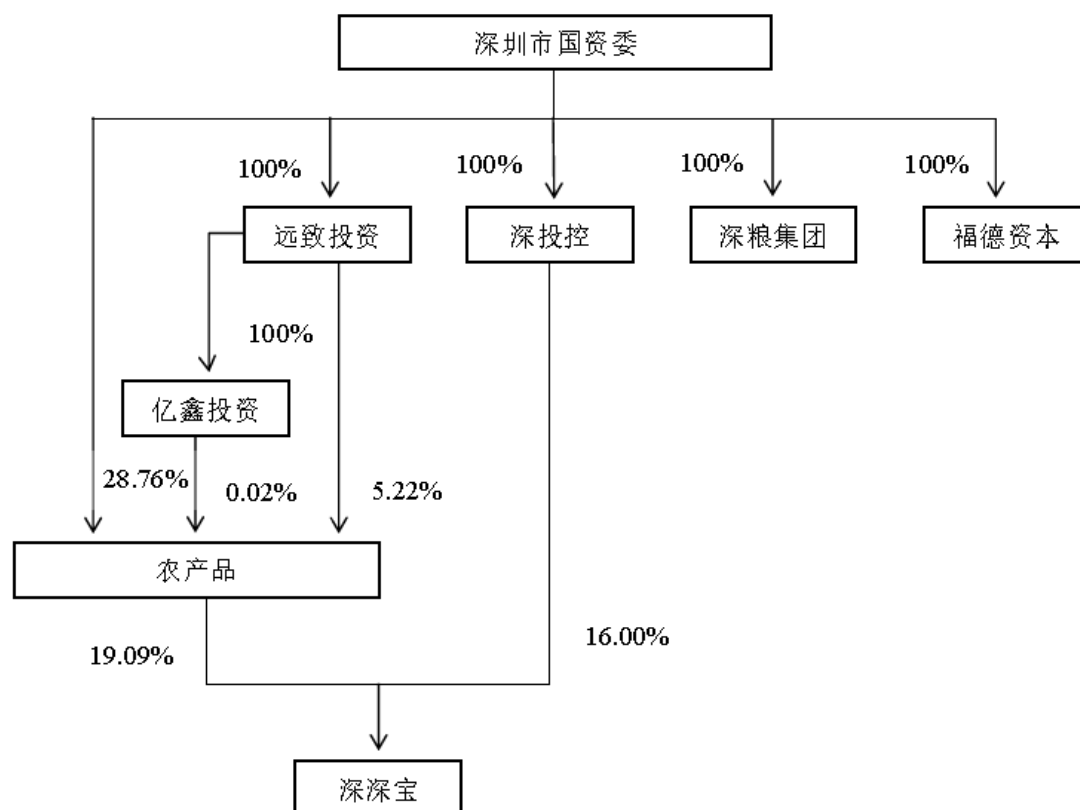 深圳市国资委
100%
100%
100%
100%
远致投资
深投控
深粮集团
福德资本
100%
亿鑫投资
28.76%
0.02%
5.22%
农产品
19.09%
16.00%
深深宝